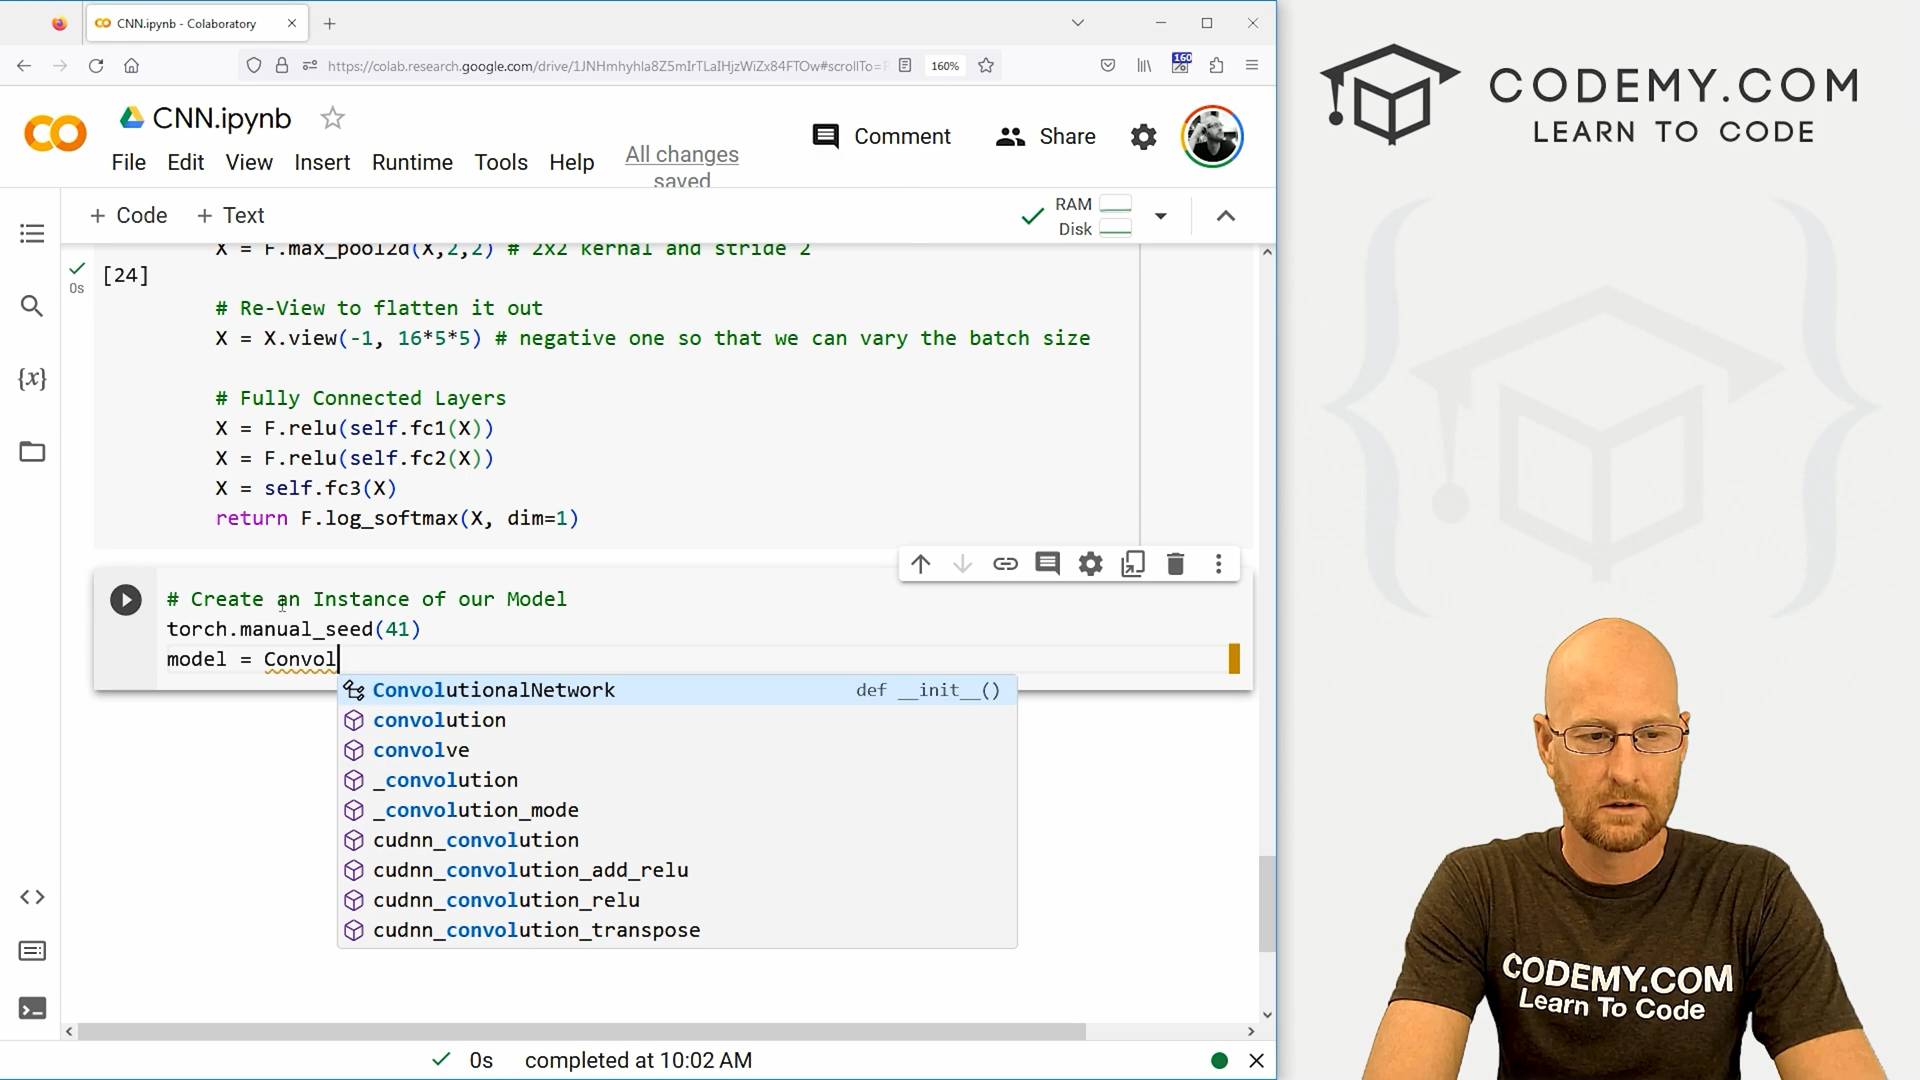 CNN.ipynb - Colaboratory
https://colab.research.google.com/drive/1JNHmhyhla8Z5mIrTLaIHjzWiZx84FTOw#scrollTo=
160%
160
CNN.ipynb
Comment
Share
File Edit View Insert Runtime Tools Help
All changes saved
+ Code + Text
RAM
Disk
X = F.max_pool2d(X,2,2) # 2x2 kernal and stride 2
[24]
0s
# Re-View to flatten it out
X = X.view(-1, 16*5*5) # negative one so that we can vary the batch size
# Fully Connected Layers
X = F.relu(self.fc1(X))
X = F.relu(self.fc2(X))
X = self.fc3(X)
return F.log_softmax(X, dim=1)
# Create an Instance of our Model
torch.manual_seed(41)
model = Convol
ConvolutionalNetwork def __init__()
convolution
convolve
_convolution
_convolution_mode
cudnn_convolution
cudnn_convolution_add_relu
cudnn_convolution_relu
cudnn_convolution_transpose
0s completed at 10:02 AM
CODEMY.COM
LEARN TO CODE
CODEMY.COM
Learn To Code